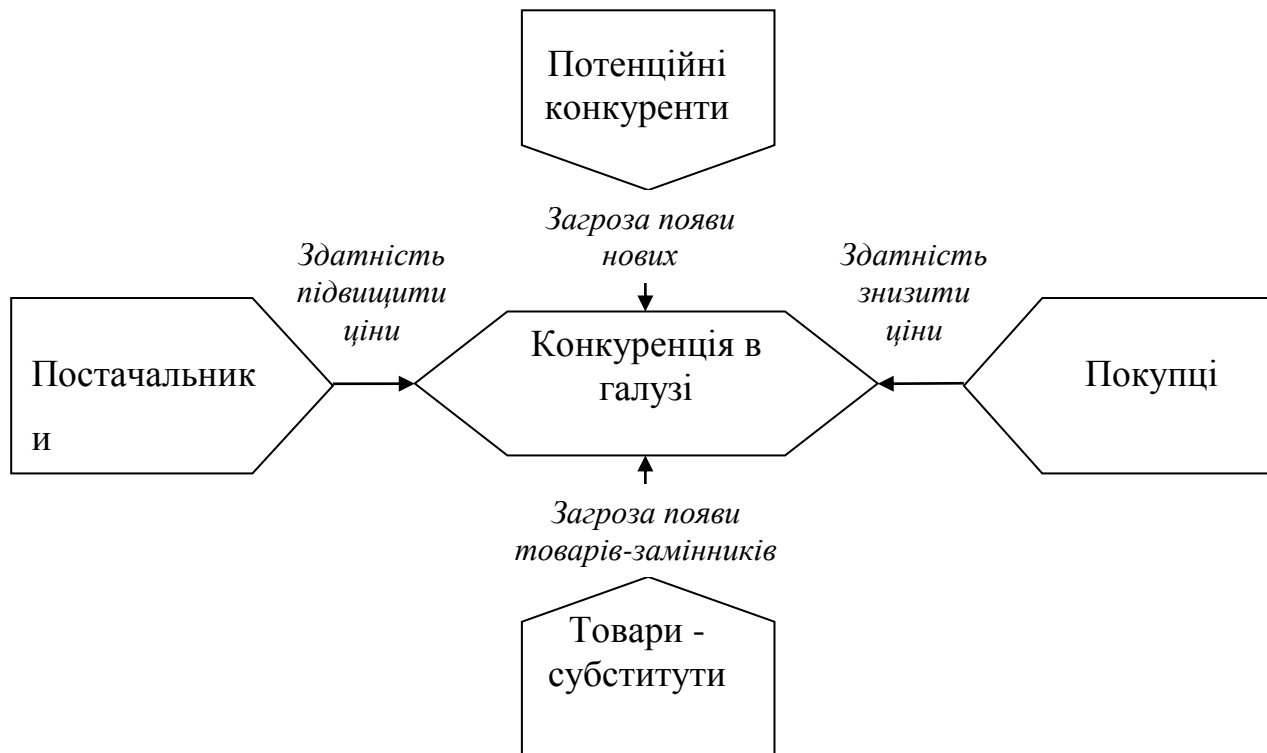 Потенційні
конкуренти
Загроза появи
нових
Здатність
підвищити
ціни
Здатність
знизити
ціни
Постачальник
и
Конкуренція в
галузі
Покупці
Загроза появи
товарів-замінників
Товари -
субститути